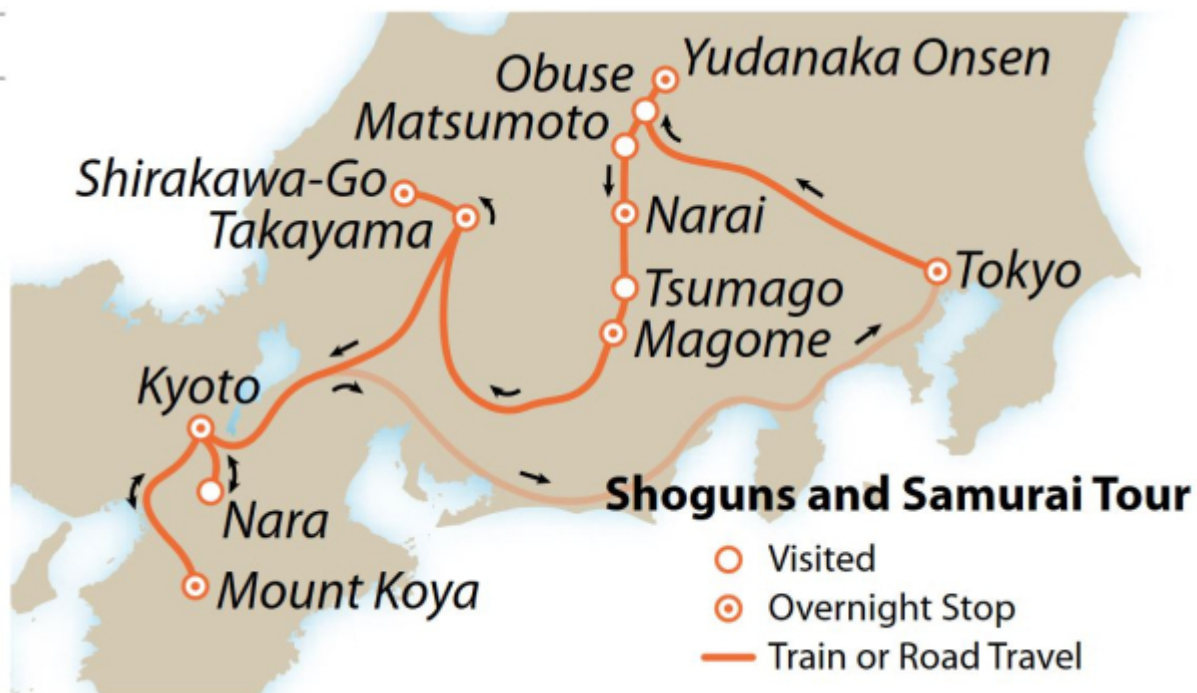 Yudanaka Onsen
Obuse
Matsumoto
Shirakawa-Go
Takayama
Narai
Tokyo
Tsumago
Magome
Kyoto
Nara
Mount Koya
Shoguns and Samurai Tour
Visited
Overnight Stop
Train or Road Travel